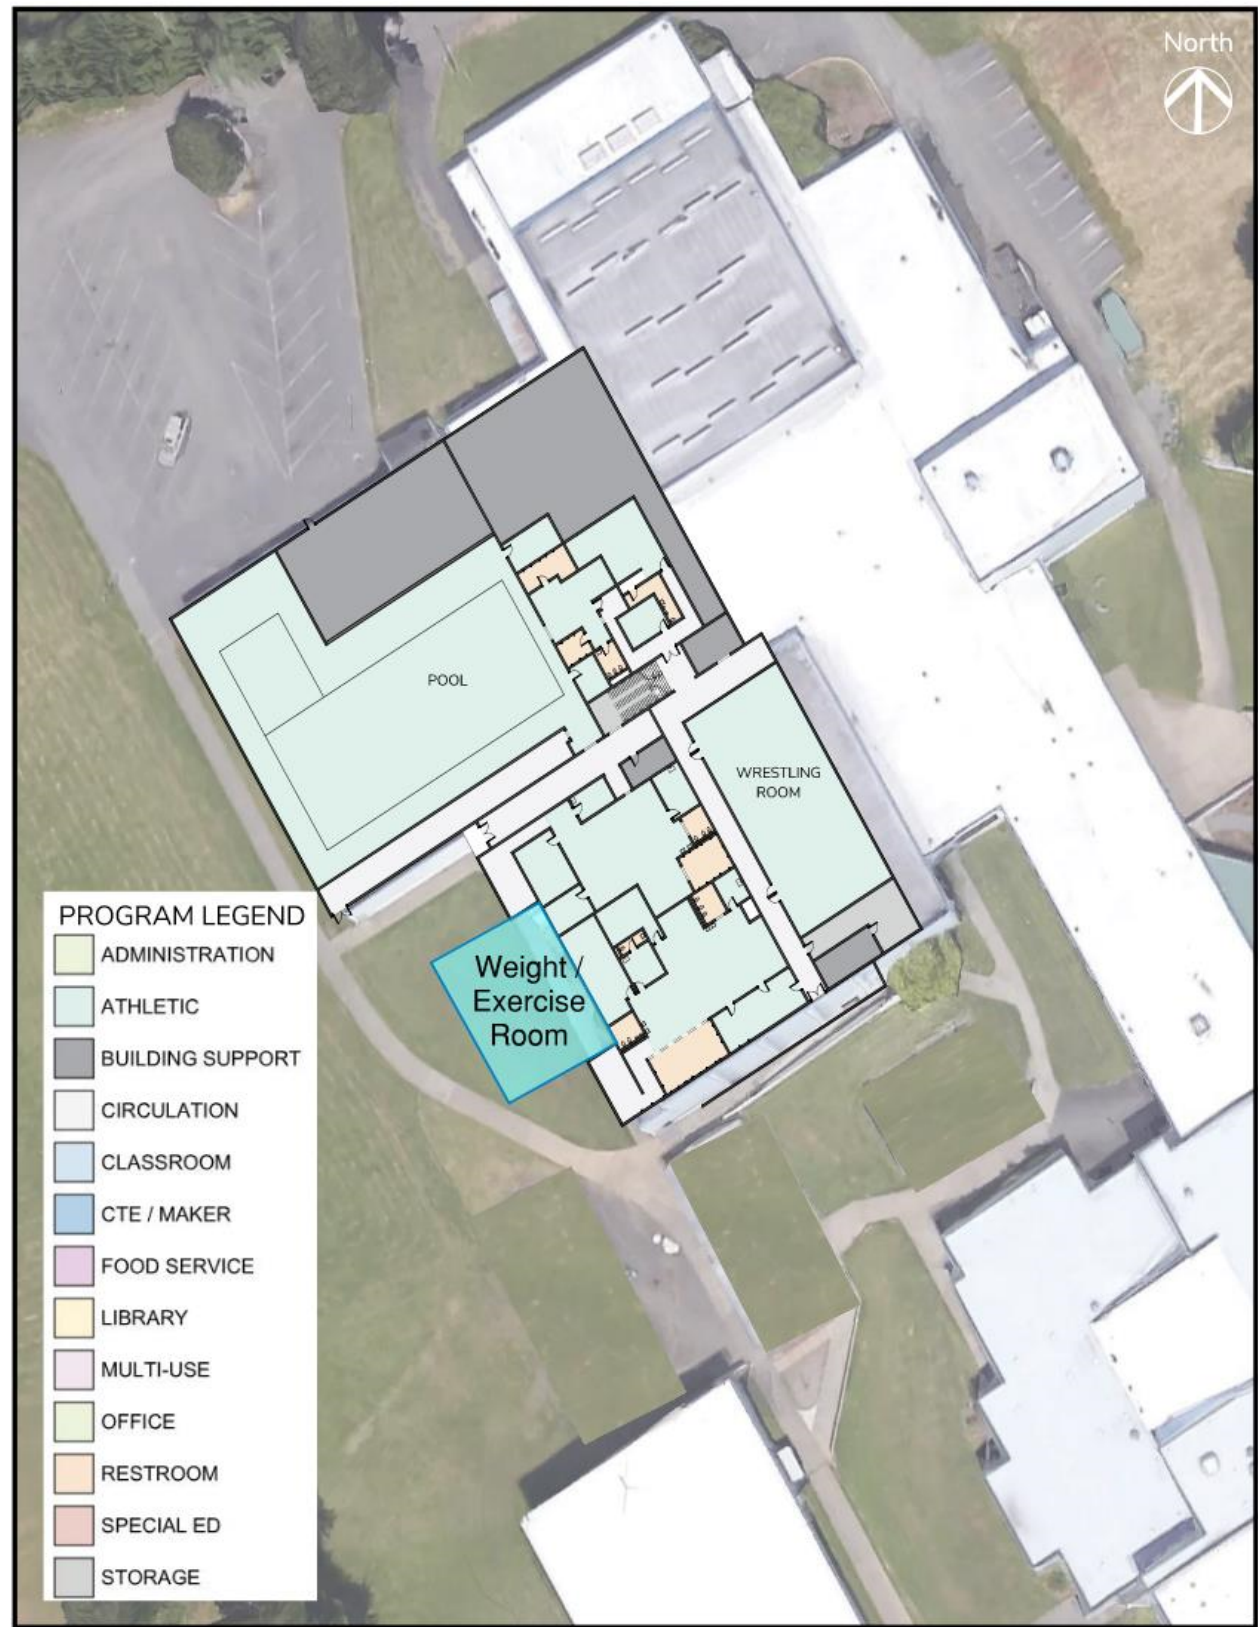 North
POOL
WRESTLING
ROOM
Weight /
Exercise
Room
PROGRAM LEGEND
ADMINISTRATION
ATHLETIC
BUILDING SUPPORT
CIRCULATION
CLASSROOM
CTE / MAKER
FOOD SERVICE
LIBRARY
MULTI-USE
OFFICE
RESTROOM
SPECIAL ED
STORAGE